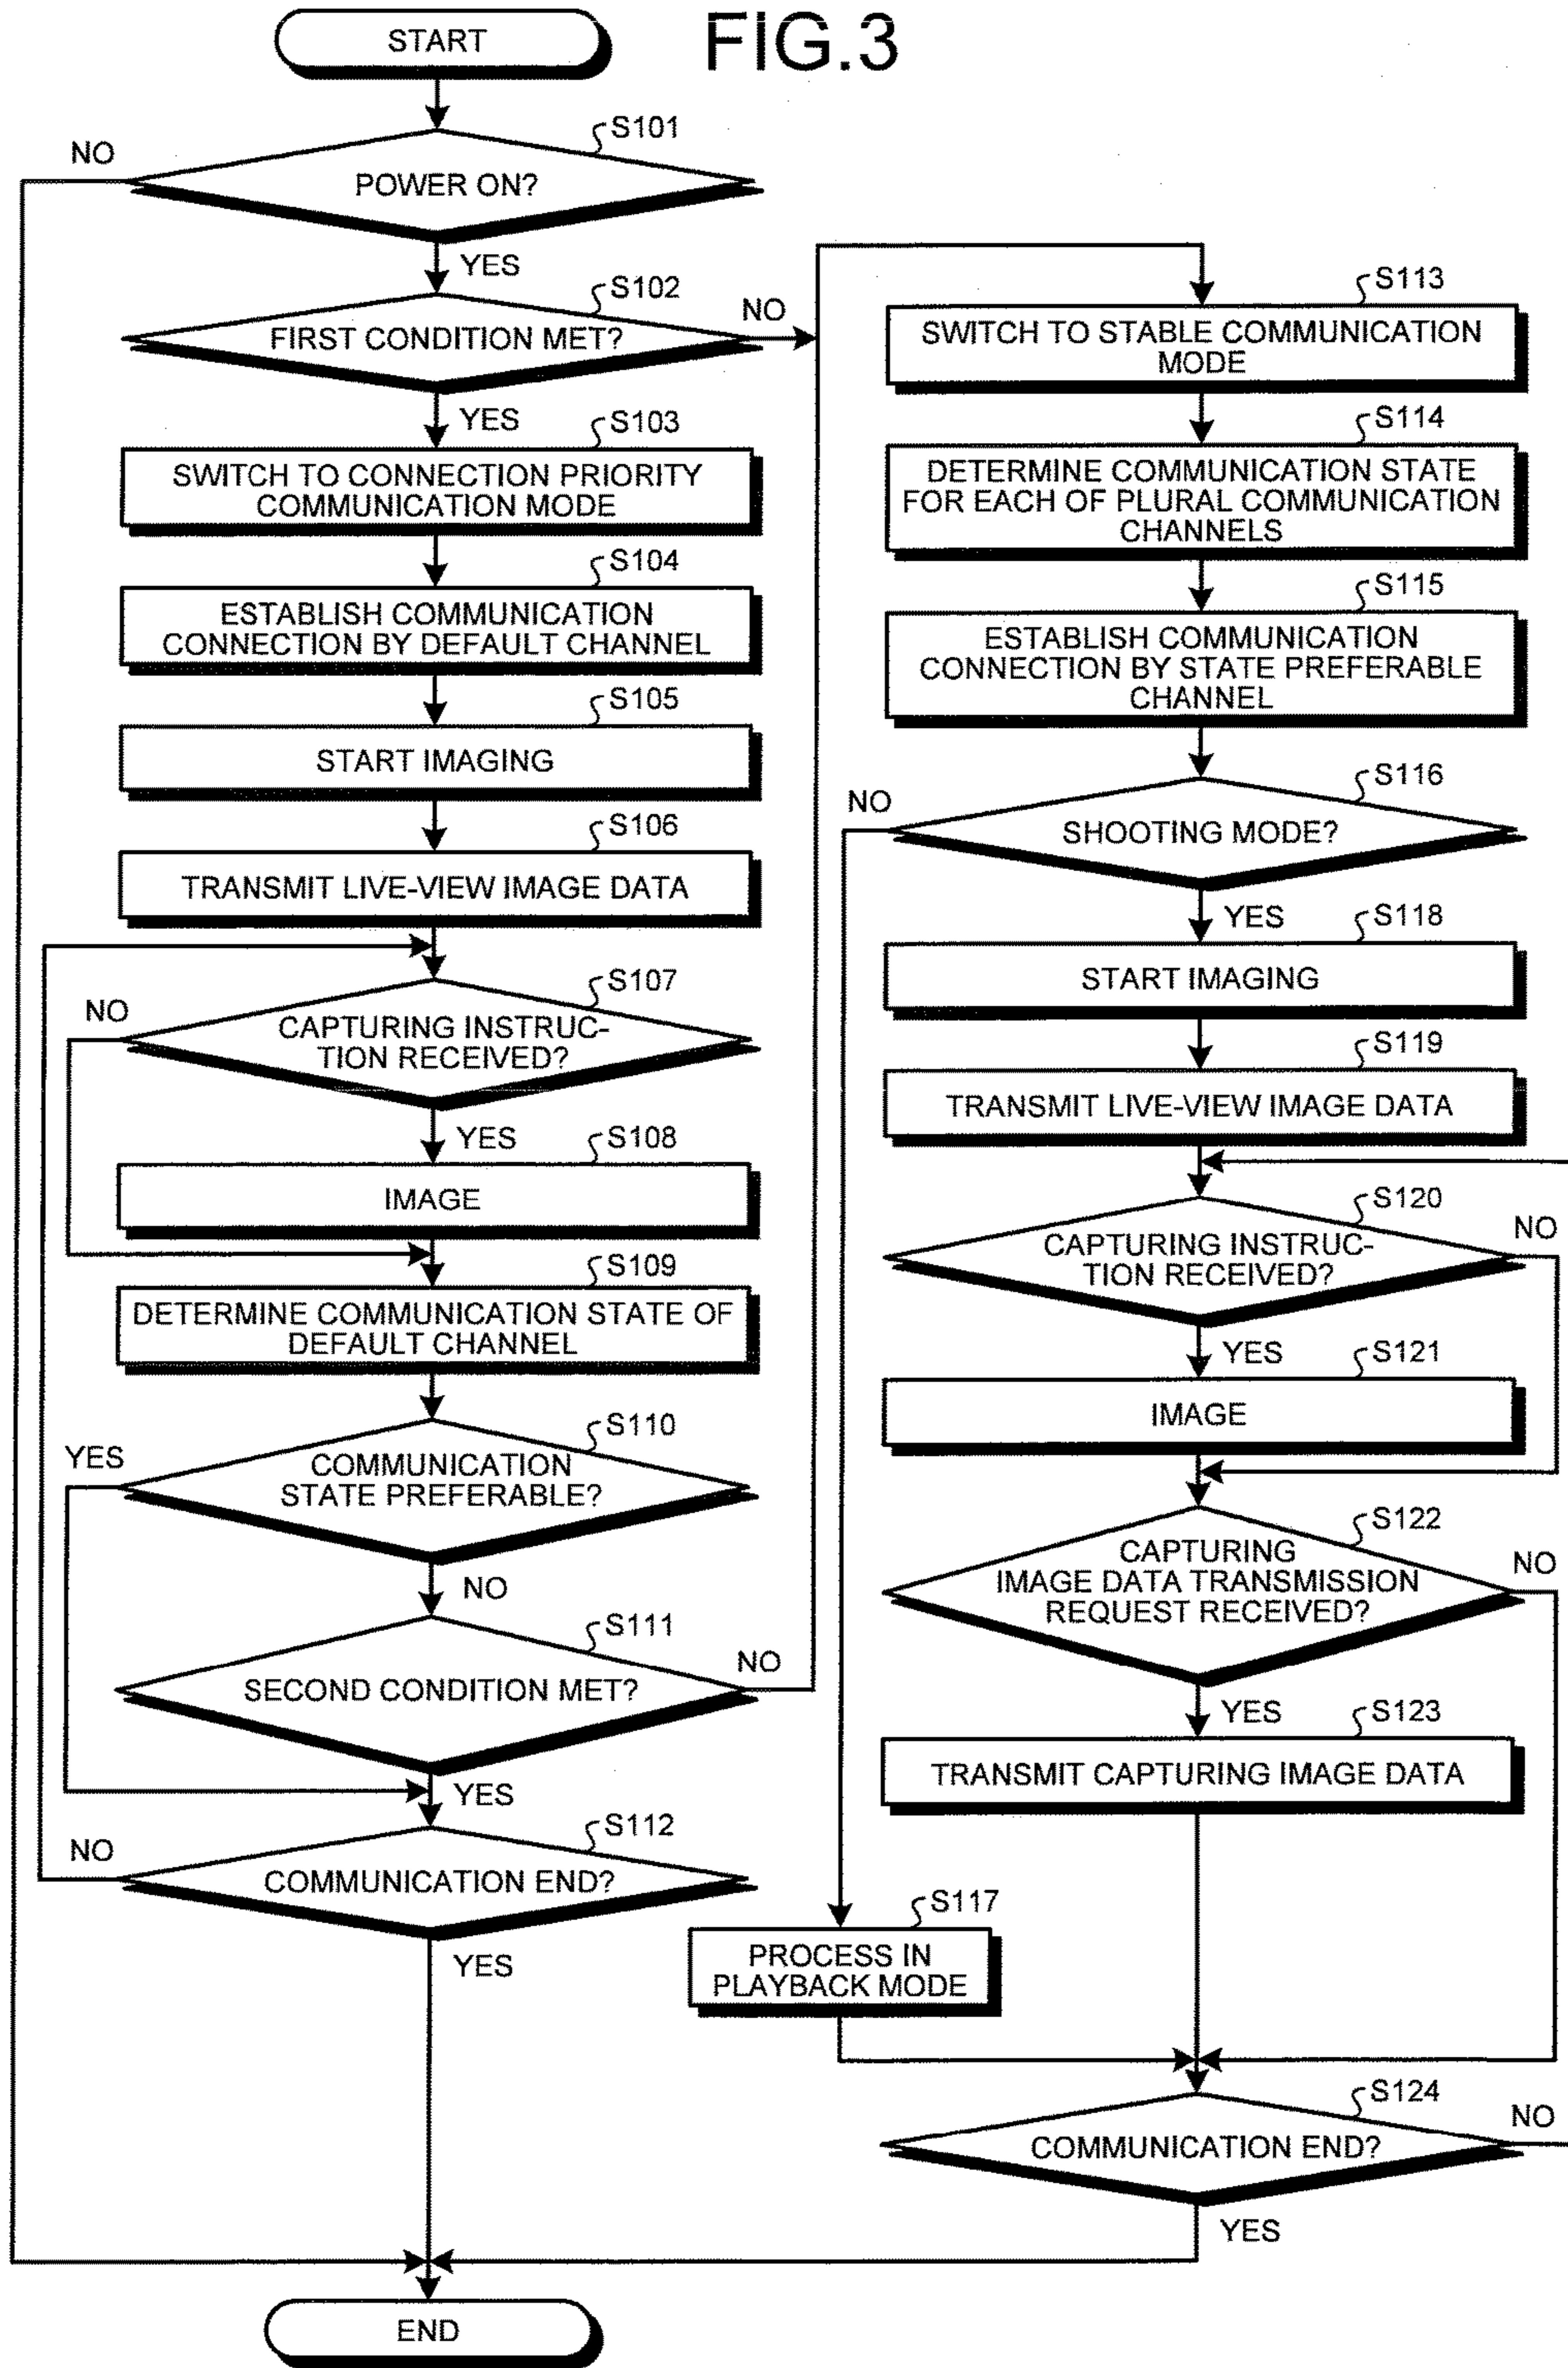 FIG.3
START
S101
NO
POWER ON?
YES
S102
NO
FIRST CONDITION MET?
YES
S103
SWITCH TO CONNECTION PRIORITY
COMMUNICATION MODE
S104
ESTABLISH COMMUNICATION
CONNECTION BY DEFAULT CHANNEL
S105
START IMAGING
S106
TRANSMIT LIVE-VIEW IMAGE DATA
S107
NO
CAPTURING INSTRUC-
TION RECEIVED?
YES
S108
IMAGE
S109
DETERMINE COMMUNICATION STATE OF
DEFAULT CHANNEL
S110
YES
COMMUNICATION
STATE PREFERABLE?
NO
S111
NO
SECOND CONDITION MET?
YES
S112
NO
COMMUNICATION END?
YES
S113
SWITCH TO STABLE COMMUNICATION
MODE
S114
DETERMINE COMMUNICATION STATE
FOR EACH OF PLURAL COMMUNICATION
CHANNELS
S115
ESTABLISH COMMUNICATION
CONNECTION BY STATE PREFERABLE
CHANNEL
S116
NO
SHOOTING MODE?
YES
S118
START IMAGING
S119
TRANSMIT LIVE-VIEW IMAGE DATA
S120
NO
CAPTURING INSTRUC-
TION RECEIVED?
YES
S121
IMAGE
S122
NO
CAPTURING
IMAGE DATA TRANSMISSION
REQUEST RECEIVED?
YES
S123
TRANSMIT CAPTURING IMAGE DATA
S117
PROCESS IN
PLAYBACK MODE
S124
NO
COMMUNICATION END?
YES
END